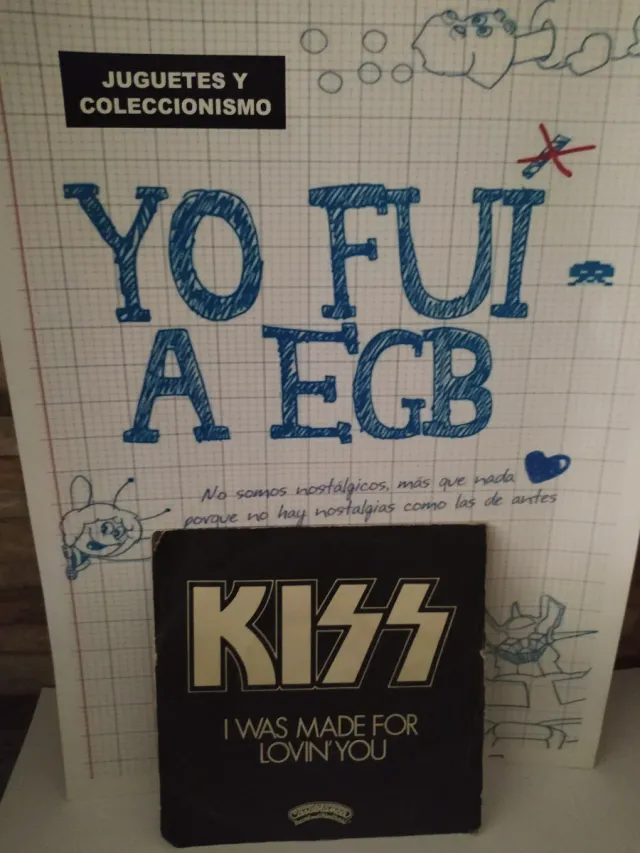 JUGUETES Y
COLECCIONISMO
YO FUI
A EGB
No somos nostálgicos, más que nada
porque no hay nostalgias como las de antes
KISS
I WAS MADE FOR
LOVIN' YOU